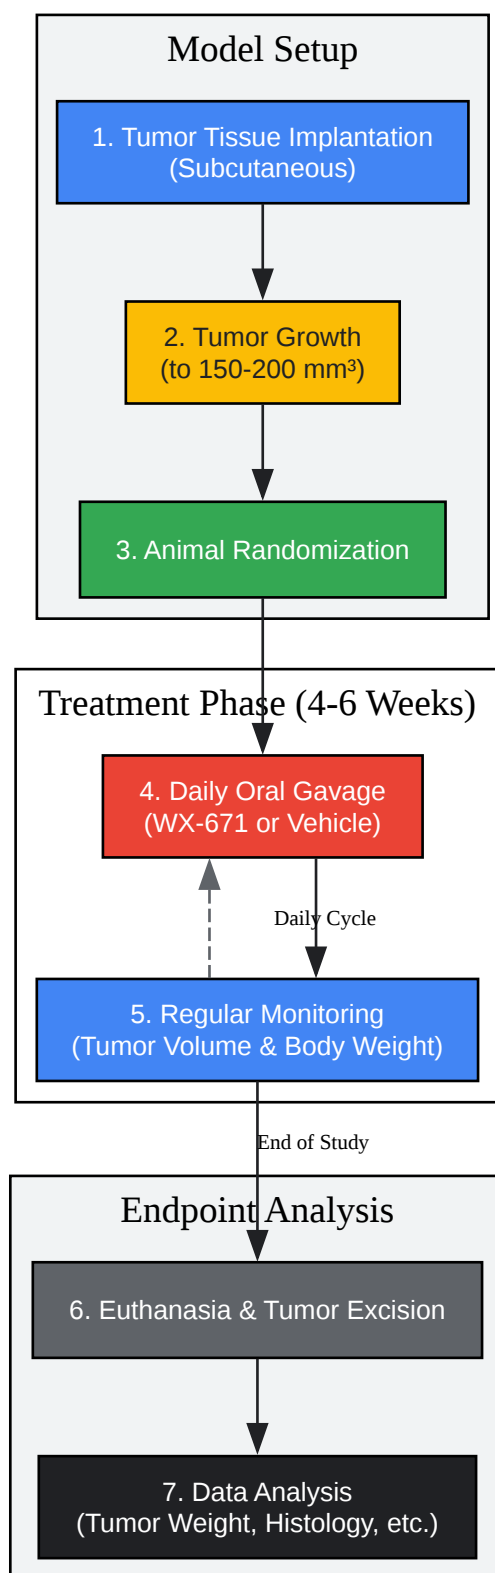 Model Setup
1. Tumor Tissue Implantation
(Subcutaneous)
2. Tumor Growth
(to 150-200 mm³)
3. Animal Randomization
Treatment Phase (4-6 Weeks)
4. Daily Oral Gavage
(WX-671 or Vehicle)
Daily Cycle
5. Regular Monitoring
(Tumor Volume & Body Weight)
End of Study
Endpoint Analysis
6. Euthanasia & Tumor Excision
7. Data Analysis
(Tumor Weight, Histology, etc.)